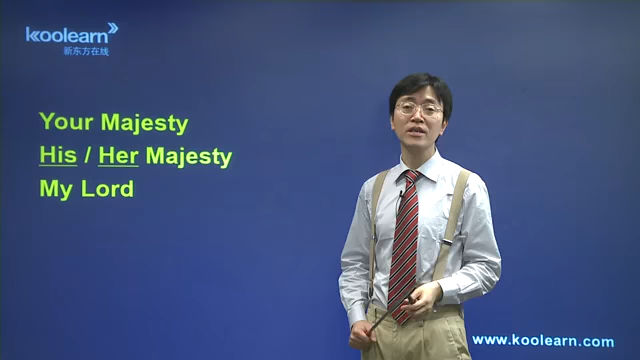 koolearn
新东方在线
Your Majesty
His / Her Majesty
My Lord
www.koolearn.com